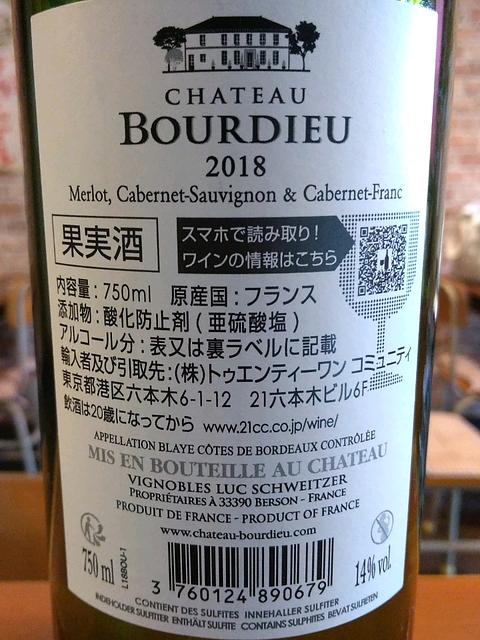 CHATEAU
BOURDIEU
2018
Merlot, Cabernet-Sauvignon & Cabernet-Franc
果実酒
スマホで読み取り!
ワインの情報はこちら
内容量:750ml 原産国:フランス
添加物:酸化防止剤(亜硫酸塩)
アルコール分:表又は裏ラベルに記載
輸入者及び引取先:(株)トゥエンティーワン コミュニティ
東京都港区六本木6-1-12 21六本木ビル6F
飲酒は20歳になってから www.21cc.co.jp/wine/
APPELLATION BLAYE CÔTES DE BORDEAUX CONTRÔLÉE
MIS EN BOUTEILLE AU CHATEAU
VIGNOBLES LUC SCHWEITZER
PROPRIÉTAIRES À 33390 BERSON - FRANCE
PRODUIT DE FRANCE - PRODUCT OF FRANCE
www.chateau-bourdieu.com
750 ml
L18BOU-1
14% vol.
3 760124 890679
CONTIENT DES SULFITES INNEHALLER SULFITER
INDEHOLDER SULFITTER ENTHÄLT SULFITE CONTAINS SULPHITES BEVAT SULFIETEN